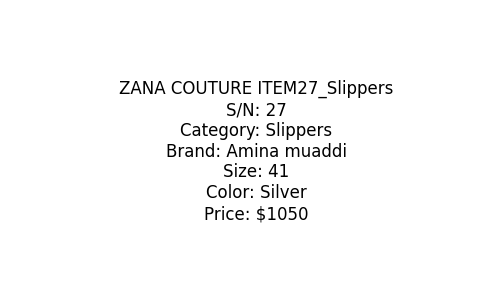 ZANA COUTURE ITEM27_Slippers
S/N: 27
Category: Slippers
Brand: Amina muaddi
Size: 41
Color: Silver
Price: $1050